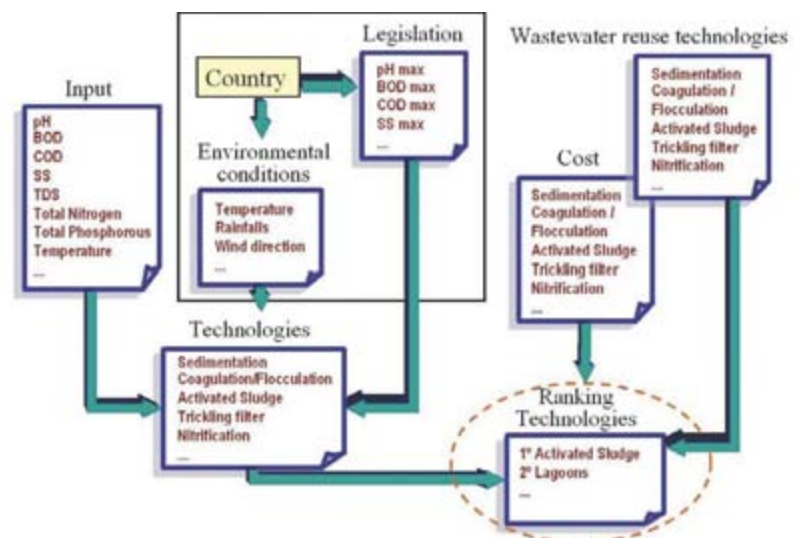 Input
pH
BOD
COD
SS
TDS
Total Nitrogen
Total Phosphorous
Temperature
...
Country
Legislation
pH max
BOD max
COD max
SS max
...
Environmental
conditions
Temperature
Rainfalls
Wind direction
...
Technologies
Sedimentation
Coagulation/Flocculation
Activated Sludge
Trickling filter
Nitrification
...
Cost
Sedimentation
Coagulation /
Flocculation
Activated Sludge
Trickling filter
Nitrification
...
Wastewater reuse technologies
Sedimentation
Coagulation /
Flocculation
Activated Sludge
Trickling filter
Nitrification
...
Ranking
Technologies
1º Activated Sludge
2º Lagoons
...